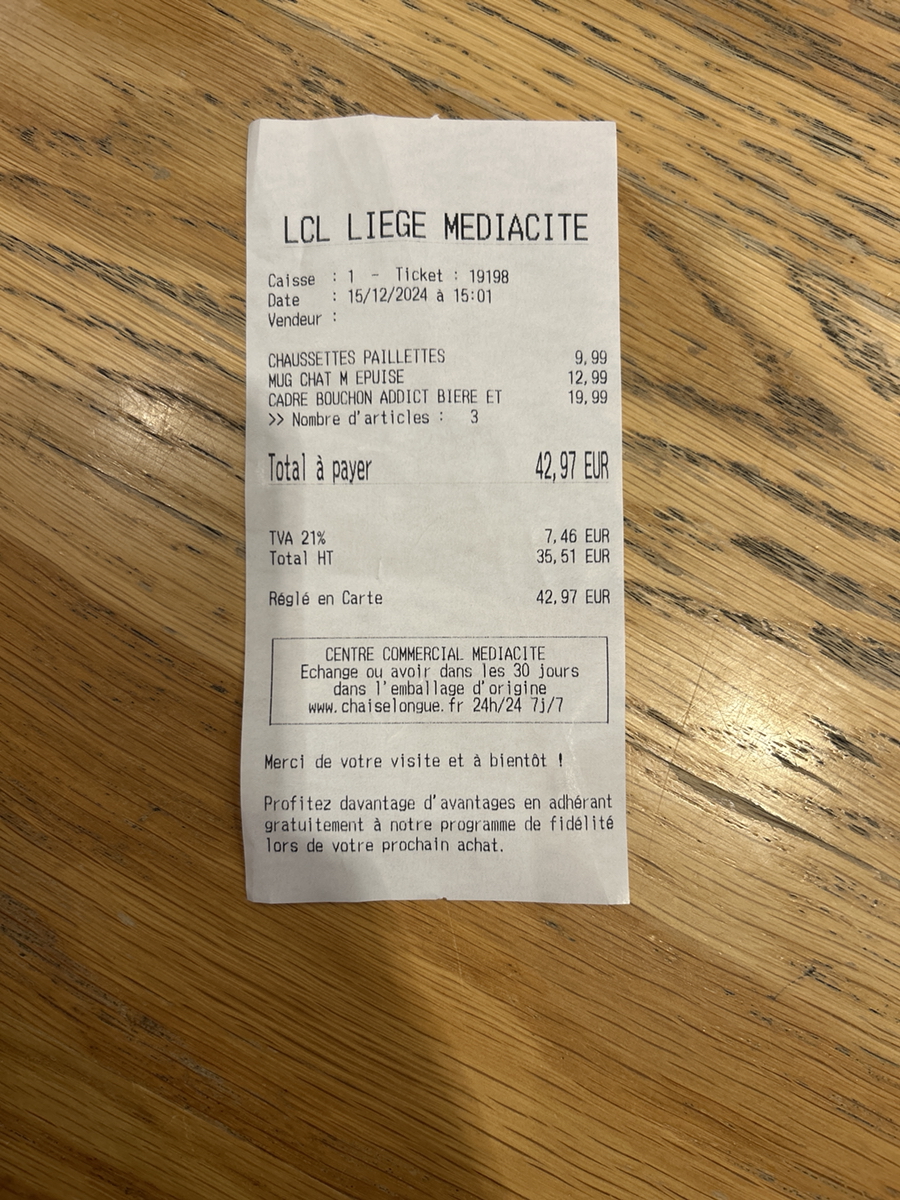 LCL LIEGE MEDIACITE
Caisse : 1 - Ticket : 19198
Date : 15/12/2024 à 15:01
Vendeur :
CHAUSSETTES PAILLETTES 9,99
MUG CHAT M EPUISE 12,99
CADRE BOUCHON ADDICT BIERE ET 19,99
>> Nombre d'articles : 3
Total à payer 42,97 EUR
TVA 21% 7,46 EUR
Total HT 35,51 EUR
Réglé en Carte 42,97 EUR
CENTRE COMMERCIAL MEDIACITE
Echange ou avoir dans les 30 jours
dans l'emballage d'origine
www.chaiselongue.fr 24h/24 7j/7
Merci de votre visite et à bientôt !
Profitez davantage d'avantages en adhérant
gratuitement à notre programme de fidélité
lors de votre prochain achat.